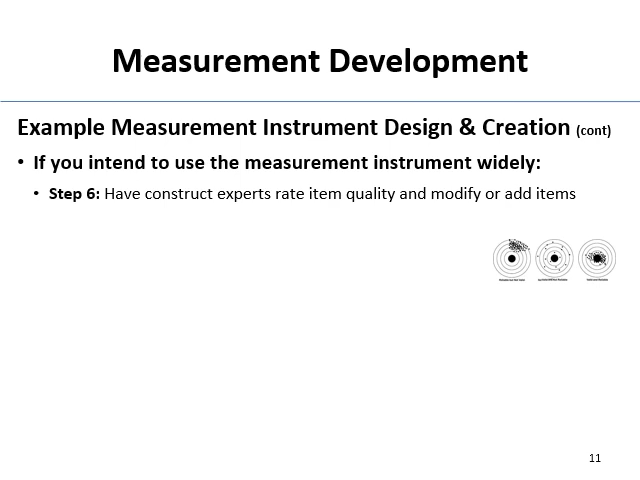 Measurement Development
Example Measurement Instrument Design & Creation (cont)
• If you intend to use the measurement instrument widely:
• Step 6: Have construct experts rate item quality and modify or add items
11